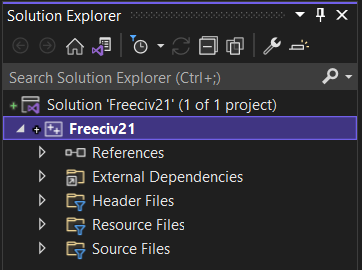 Solution Explorer
Search Solution Explorer (Ctrl+;)
Solution 'Freeciv21' (1 of 1 project)
Freeciv21
References
External Dependencies
Header Files
Resource Files
Source Files